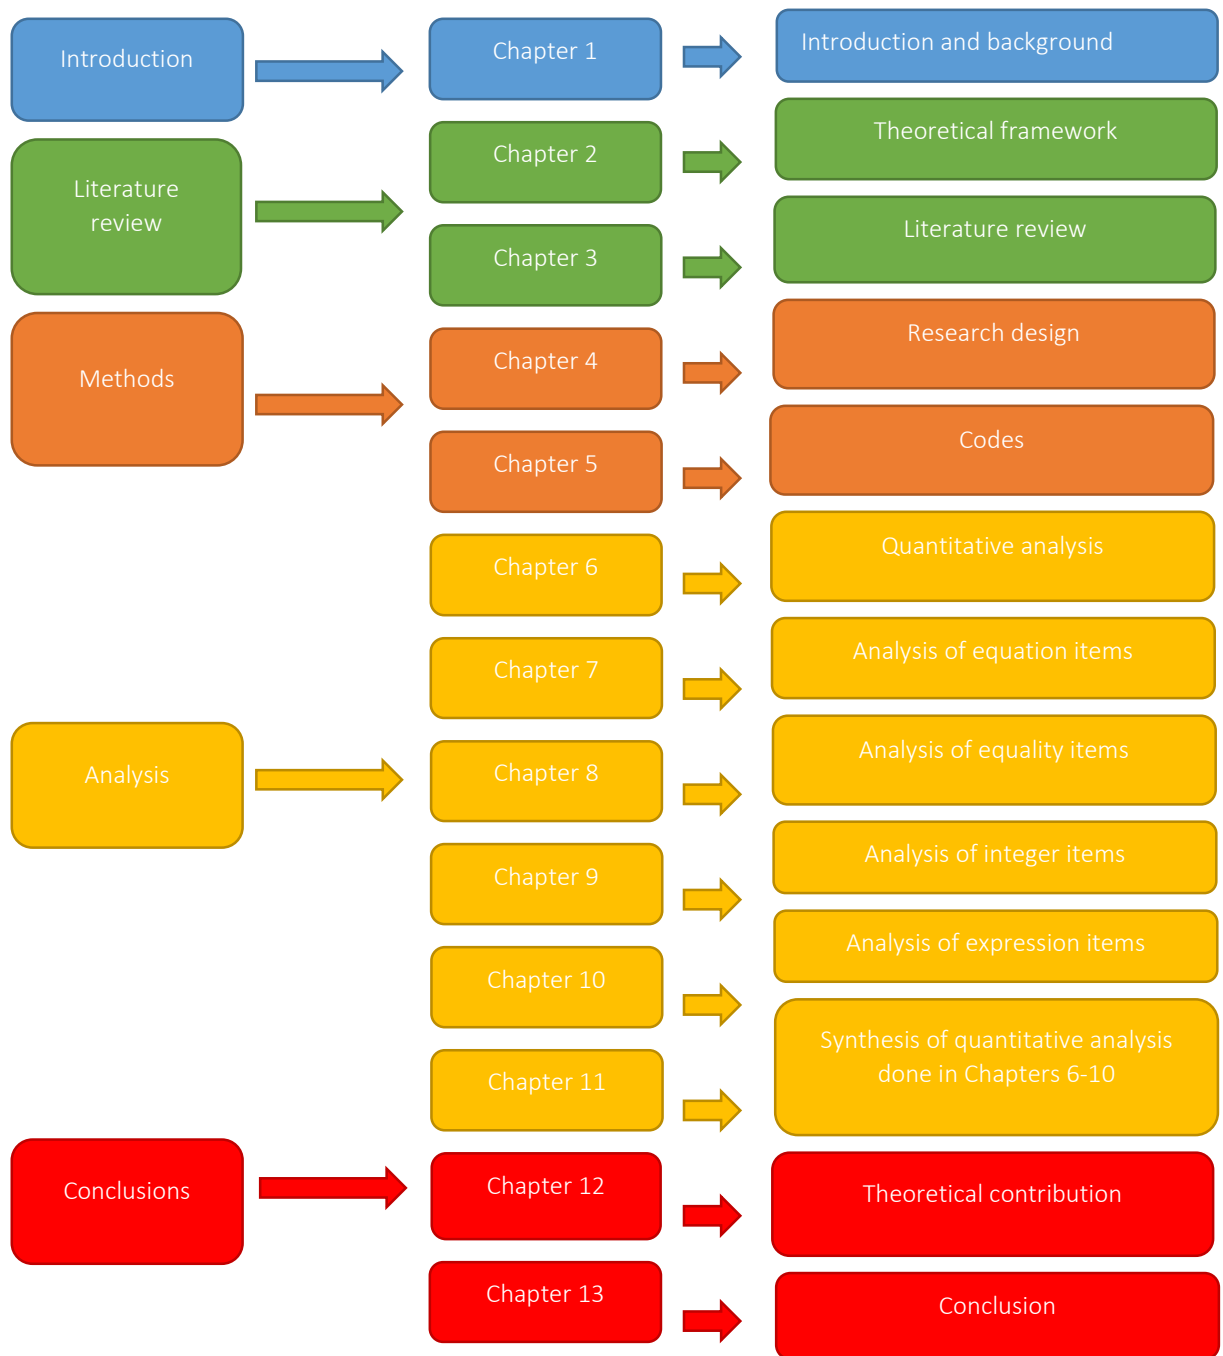 Introduction
Chapter 1
Introduction and background
Literature
review
Chapter 2
Theoretical framework
Chapter 3
Literature review
Methods
Chapter 4
Research design
Chapter 5
Codes
Analysis
Chapter 6
Quantitative analysis
Chapter 7
Analysis of equation items
Chapter 8
Analysis of equality items
Chapter 9
Analysis of integer items
Chapter 10
Analysis of expression items
Chapter 11
Synthesis of quantitative analysis
done in Chapters 6-10
Conclusions
Chapter 12
Theoretical contribution
Chapter 13
Conclusion